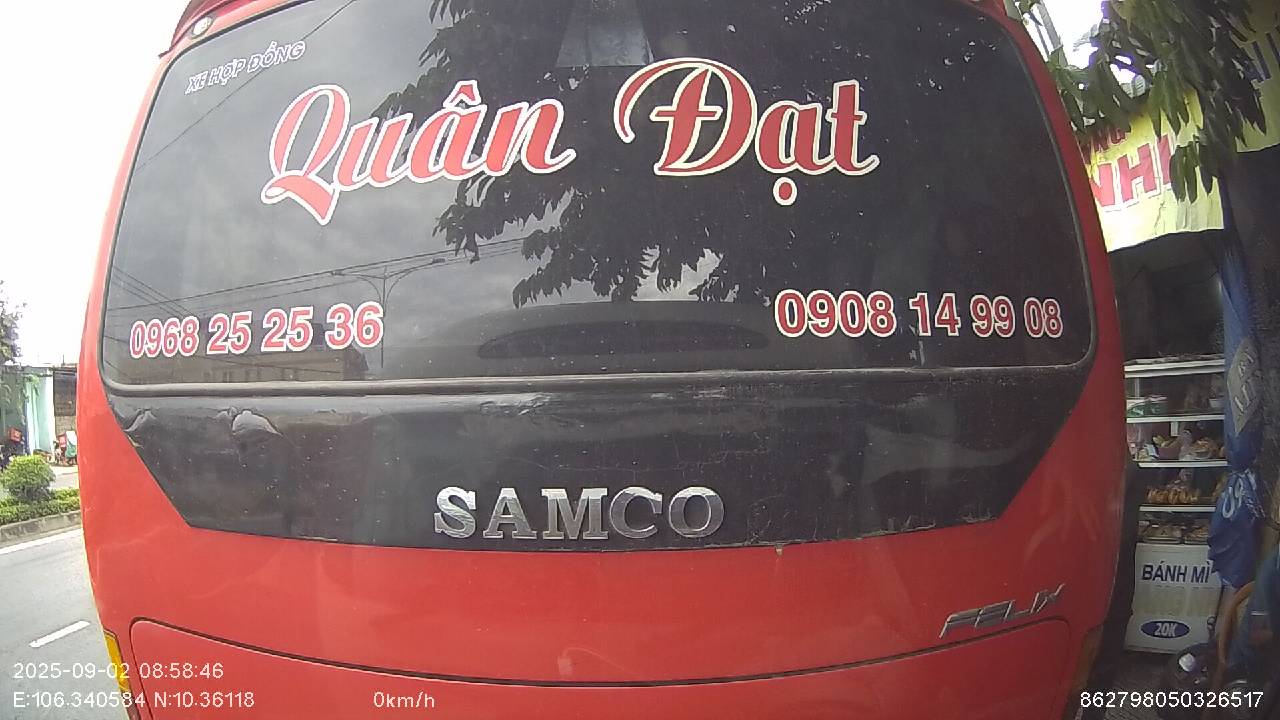 XE HỢP ĐỒNG
Quân Đạt
NH
0968 25 25 36
0908 14 99 08
SAMCO
FELIX
BÁNH MÌ
20K
2025-09-02 08:58:46
E:106.340584 N:10.36118
0km/h
862798050326517